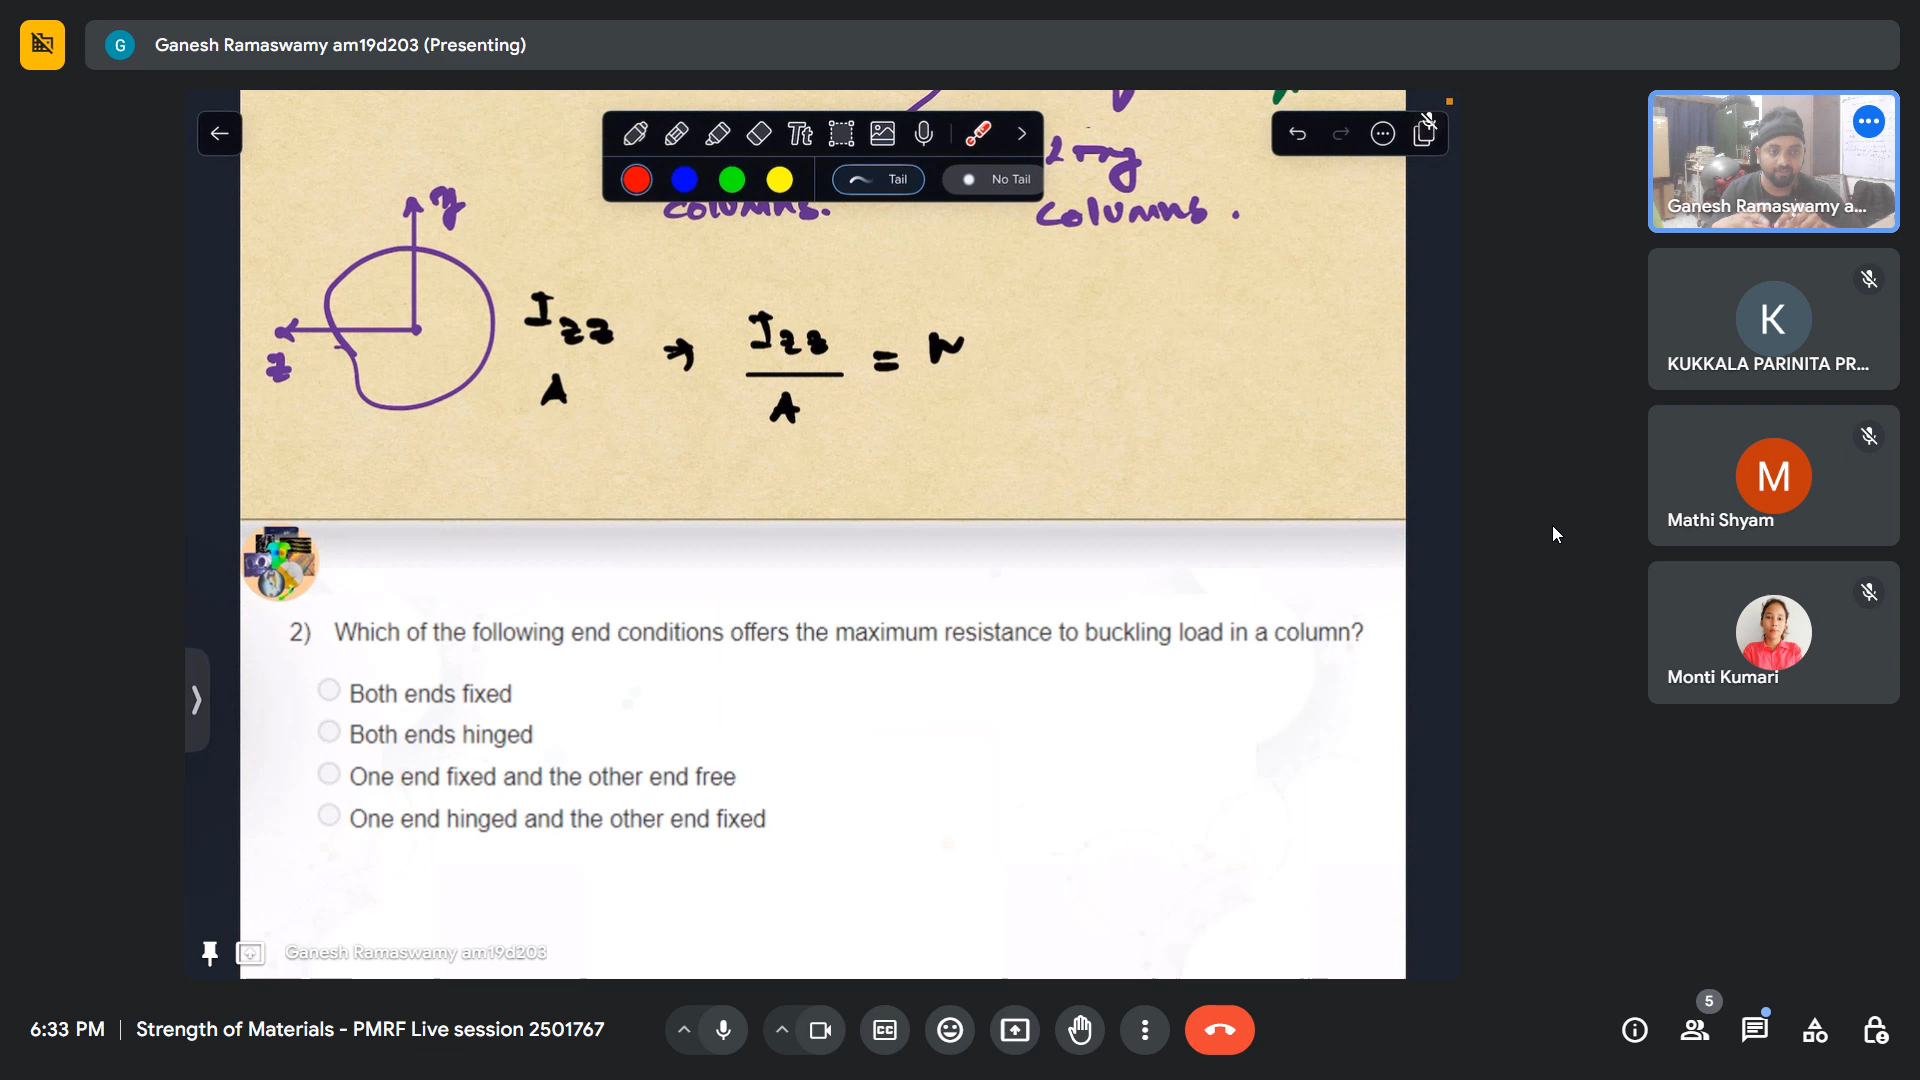 G Ganesh Ramaswamy am19d203 (Presenting)
Tt
Tail No Tail
columns.
columns.
y
z
Izz
A
Izz
A
= r
2) Which of the following end conditions offers the maximum resistance to buckling load in a column?
Both ends fixed
Both ends hinged
One end fixed and the other end free
One end hinged and the other end fixed
Ganesh Ramaswamy am19d203
Ganesh Ramaswamy a...
K
KUKKALA PARINITA PR...
M
Mathi Shyam
Monti Kumari
6:33 PM | Strength of Materials - PMRF Live session 2501767
CC
5